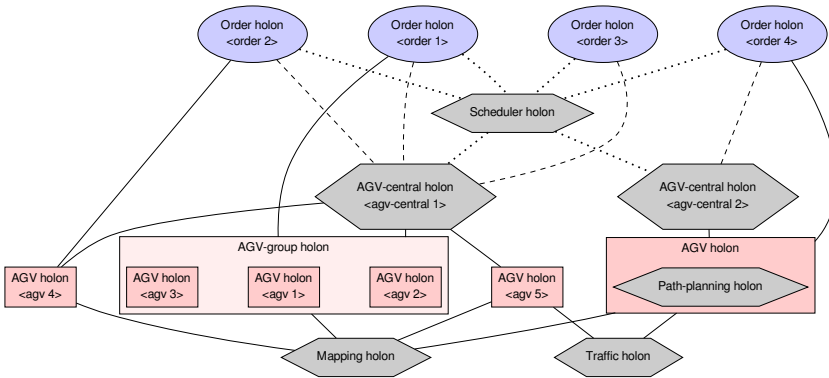 Order holon
<order 2>
Order holon
<order 1>
Order holon
<order 3>
Order holon
<order 4>
Scheduler holon
AGV-central holon
<agv-central 1>
AGV-central holon
<agv-central 2>
AGV-group holon
AGV holon
AGV holon
<agv 4>
AGV holon
<agv 3>
AGV holon
<agv 1>
AGV holon
<agv 2>
AGV holon
<agv 5>
Path-planning holon
Mapping holon
Traffic holon